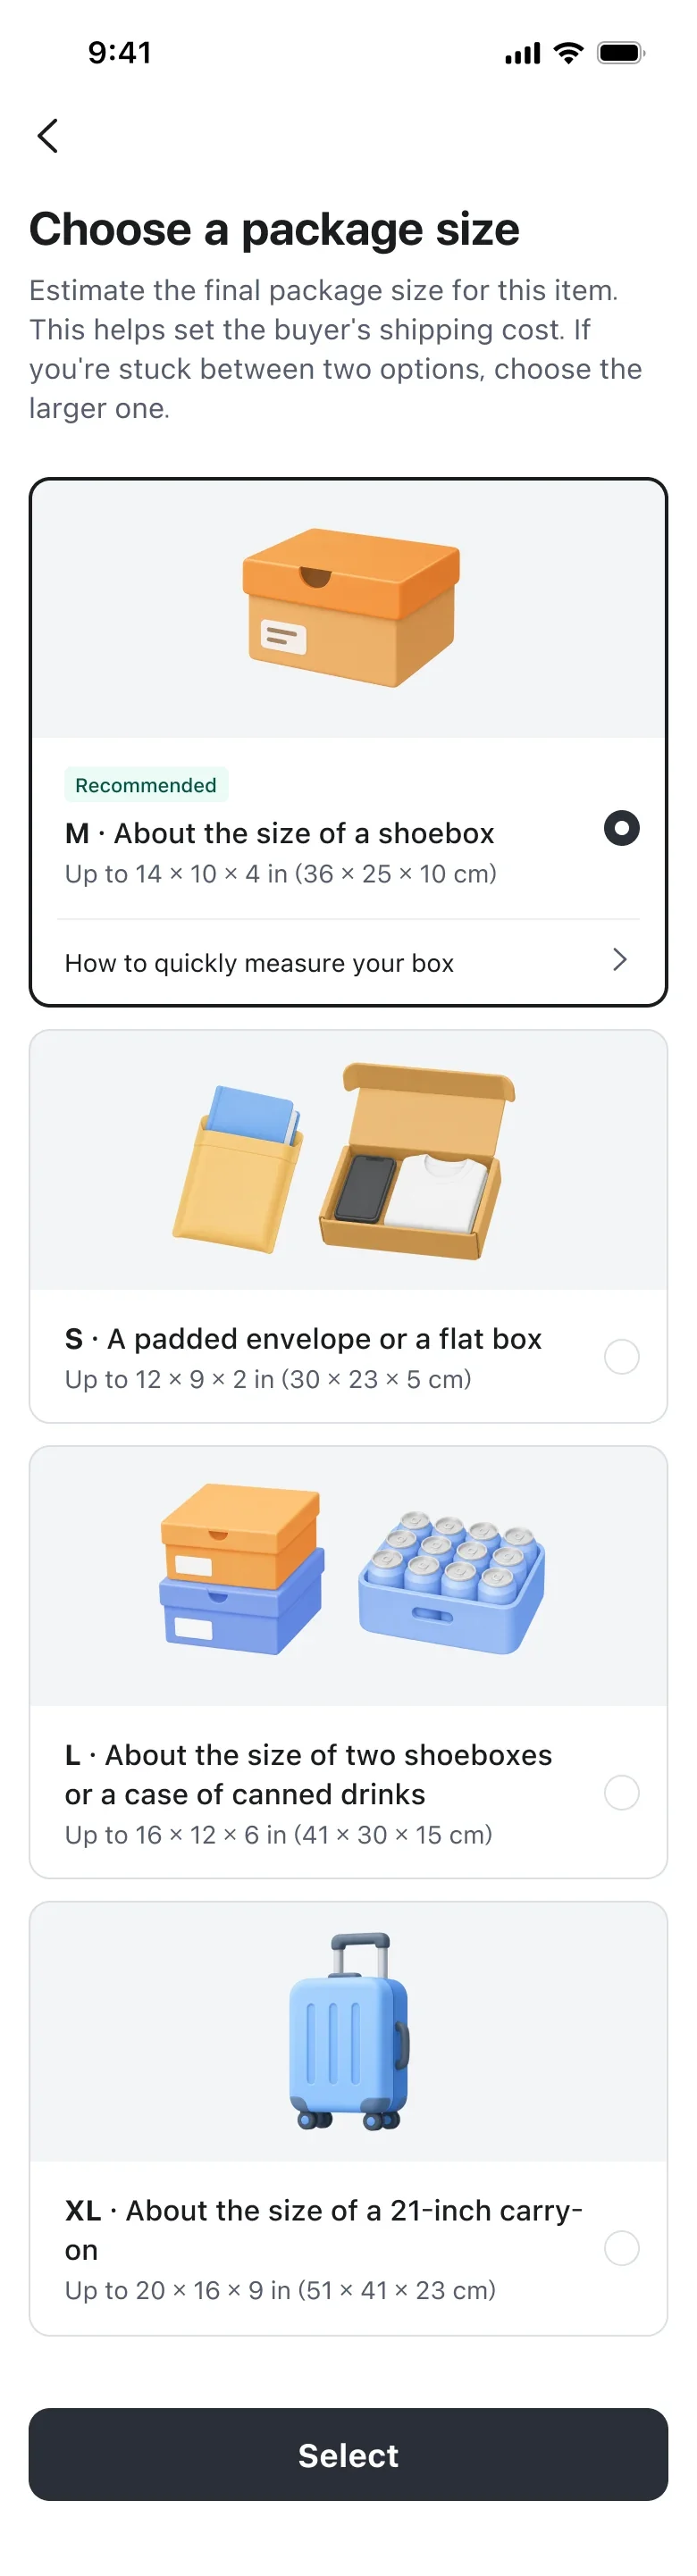 9:41
Choose a package size
Estimate the final package size for this item.
This helps set the buyer's shipping cost. If
you're stuck between two options, choose the
larger one.
Recommended
M · About the size of a shoebox
Up to 14 × 10 × 4 in (36 × 25 × 10 cm)
How to quickly measure your box
S · A padded envelope or a flat box
Up to 12 × 9 × 2 in (30 × 23 × 5 cm)
L · About the size of two shoeboxes
or a case of canned drinks
Up to 16 × 12 × 6 in (41 × 30 × 15 cm)
XL · About the size of a 21-inch carry-
on
Up to 20 × 16 × 9 in (51 × 41 × 23 cm)
Select